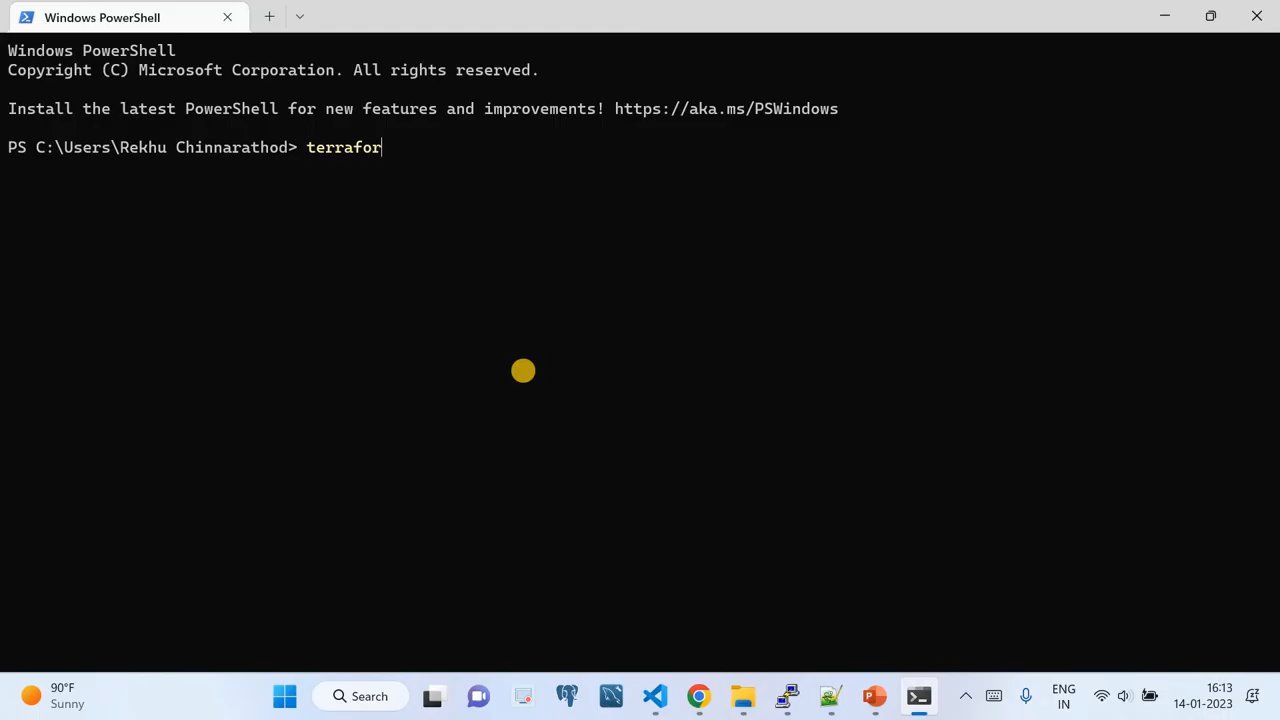 Windows PowerShell
Windows PowerShell
Copyright (C) Microsoft Corporation. All rights reserved.
Install the latest PowerShell for new features and improvements! https://aka.ms/PSWindows
PS C:\Users\Rekhu Chinnarathod> terrafor
90°F
Sunny
Search
ENG
IN
16:13
14-01-2023